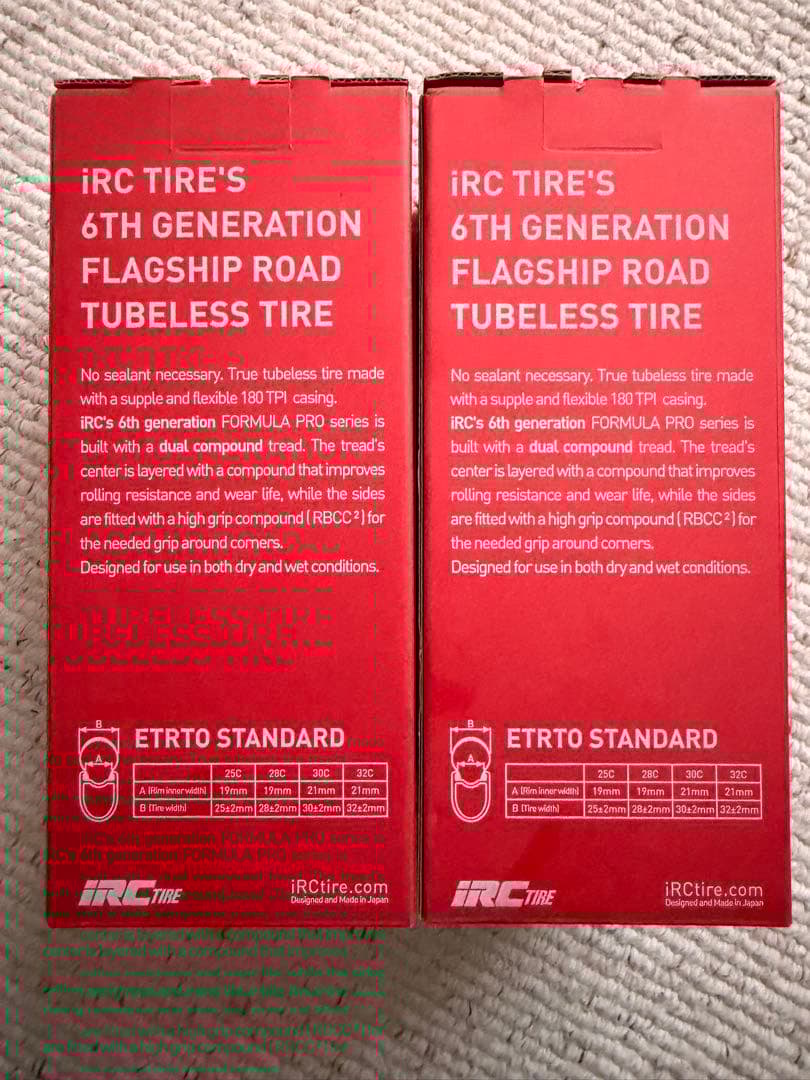 iRC TIRE'S
6TH GENERATION
FLAGSHIP ROAD
TUBELESS TIRE
No sealant necessary. True tubeless tire made
with a supple and flexible 180 TPI casing.
iRC's 6th generation FORMULA PRO series is
built with a dual compound tread. The tread's
center is layered with a compound that improves
rolling resistance and wear life, while the sides
are fitted with a high grip compound (RBCC²) for
the needed grip around corners.
Designed for use in both dry and wet conditions.
B
A
ETRTO STANDARD
25C 28C 30C 32C
A (Rim inner width) 19mm 19mm 21mm 21mm
B (Tire width) 25±2mm 28±2mm 30±2mm 32±2mm
iRC TIRE
iRCtire.com
Designed and Made in Japan
iRC TIRE'S
6TH GENERATION
FLAGSHIP ROAD
TUBELESS TIRE
No sealant necessary. True tubeless tire made
with a supple and flexible 180 TPI casing.
iRC's 6th generation FORMULA PRO series is
built with a dual compound tread. The tread's
center is layered with a compound that improves
rolling resistance and wear life, while the sides
are fitted with a high grip compound (RBCC²) for
the needed grip around corners.
Designed for use in both dry and wet conditions.
B
A
ETRTO STANDARD
25C 28C 30C 32C
A (Rim inner width) 19mm 19mm 21mm 21mm
B (Tire width) 25±2mm 28±2mm 30±2mm 32±2mm
iRC TIRE
iRCtire.com
Designed and Made in Japan